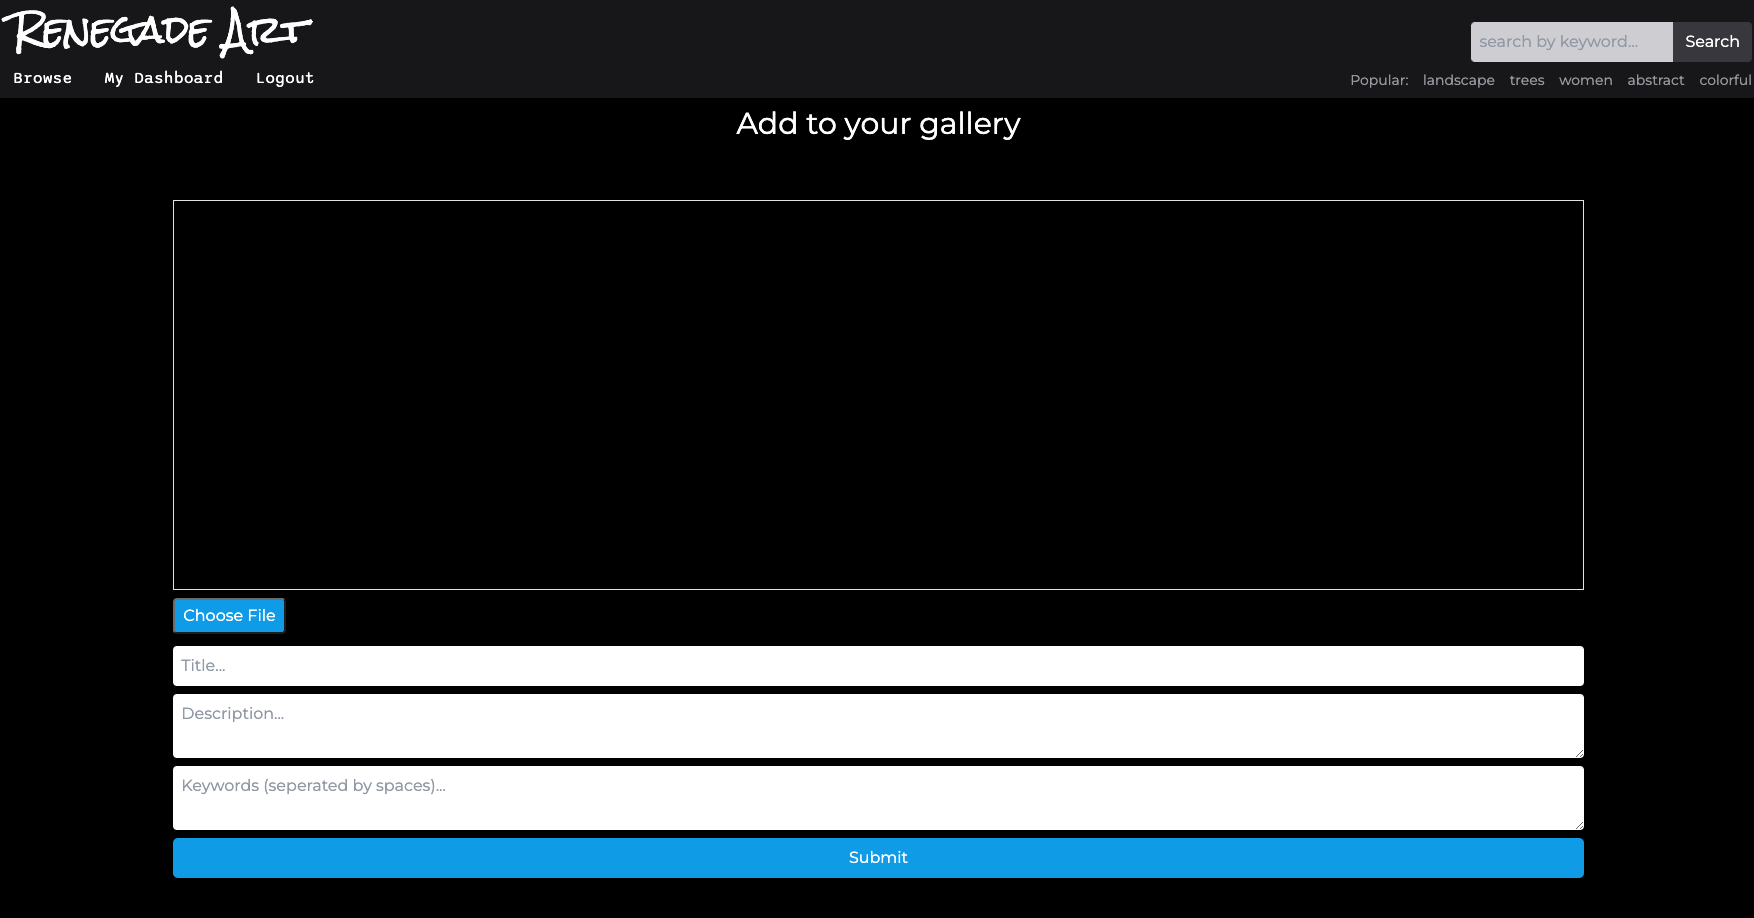 Renegade Art
search by keyword... Search
Browse My Dashboard Logout
Popular: landscape trees women abstract colorful
Add to your gallery
Choose File
Title...
Description...
Keywords (seperated by spaces)...
Submit